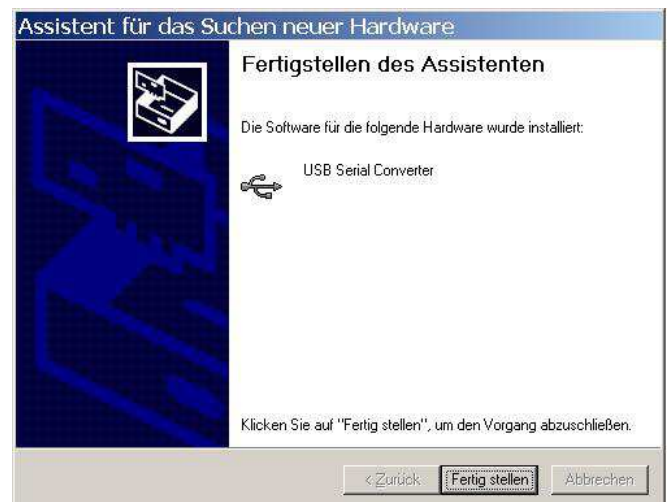 Assistent für das Suchen neuer Hardware
Fertigstellen des Assistenten
Die Software für die folgende Hardware wurde installiert:
USB Serial Converter
Klicken Sie auf "Fertig stellen", um den Vorgang abzuschließen.
< Zurück Fertig stellen Abbrechen